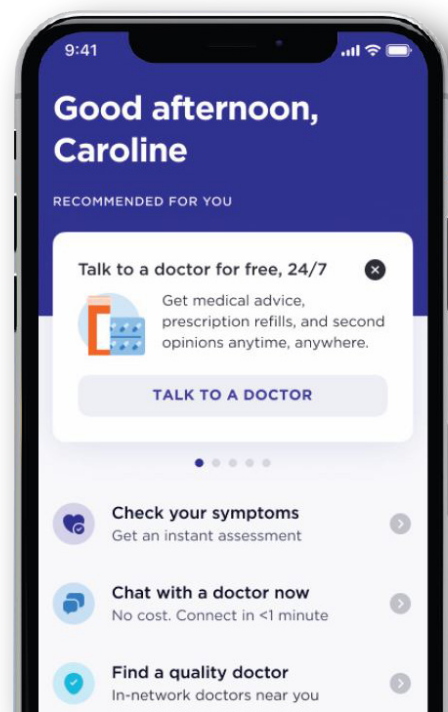 9:41
Good afternoon,
Caroline
RECOMMENDED FOR YOU
Talk to a doctor for free, 24/7
Get medical advice,
prescription refills, and second
opinions anytime, anywhere.
TALK TO A DOCTOR
Check your symptoms
Get an instant assessment
Chat with a doctor now
No cost. Connect in <1 minute
Find a quality doctor
In-network doctors near you